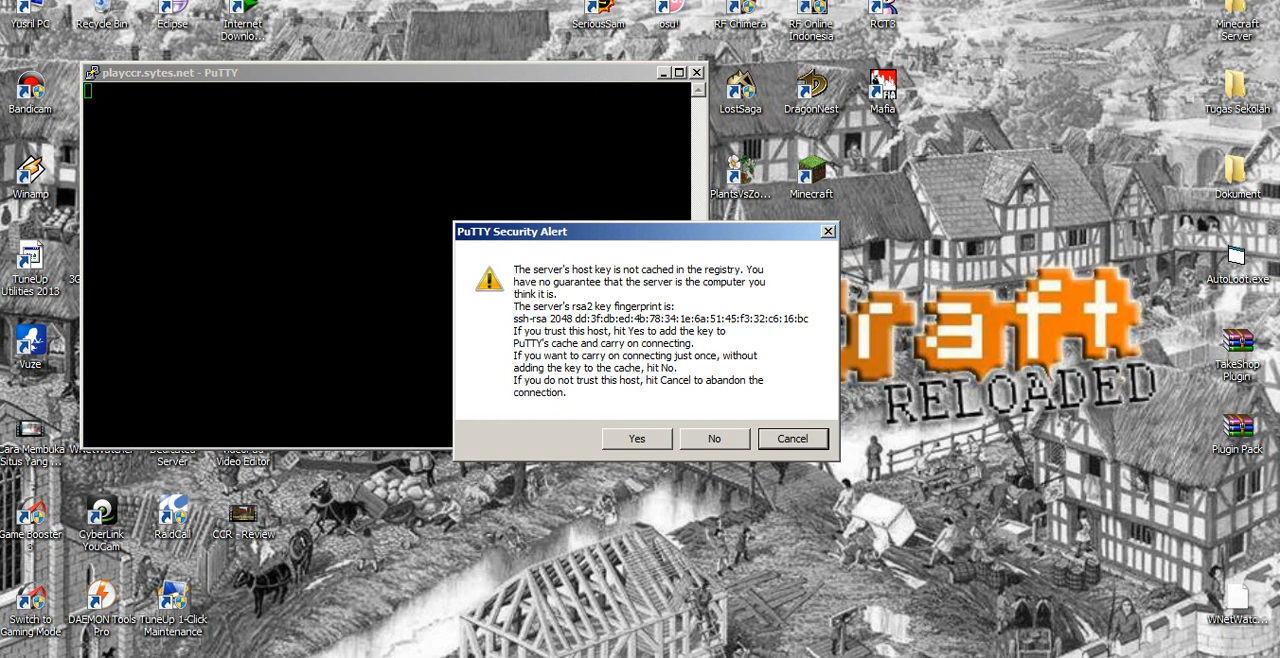 Yusril PC
Recycle Bin
Eclipse
Internet
Downlo...
SeriousSam
osu!
RF Chimera
RF Online
Indonesia
RCT3
Minecraft
Server
playccr.sytes.net - PuTTY
Bandicam
LostSaga
DragonNest
Mafia
Tugas Sekolah
Winamp
PlantsVsZo...
Minecraft
Dokument
PuTTY Security Alert
The server's host key is not cached in the registry. You
have no guarantee that the server is the computer you
think it is.
The server's rsa2 key fingerprint is:
ssh-rsa 2048 dd:3f:db:ed:4b:78:34:1e:6a:51:45:f3:32:c6:16:bc
If you trust this host, hit Yes to add the key to
PuTTY's cache and carry on connecting.
If you want to carry on connecting just once, without
adding the key to the cache, hit No.
If you do not trust this host, hit Cancel to abandon the
connection.
Yes
No
Cancel
TuneUp
Utilities 2013
AutoLoot.exe
raft
RELOADED
Vuze
TakeShop
Plugin
Cara Membuka
Situs Yang ...
WNetWatcher
Dedicated
Server
Video Editor
Plugin Pack
Game Booster
3
CyberLink
YouCam
RaidCall
CCR - Review
Switch to
Gaming Mode
DAEMON Tools
Pro
TuneUp 1-Click
Maintenance
WNetWatc...